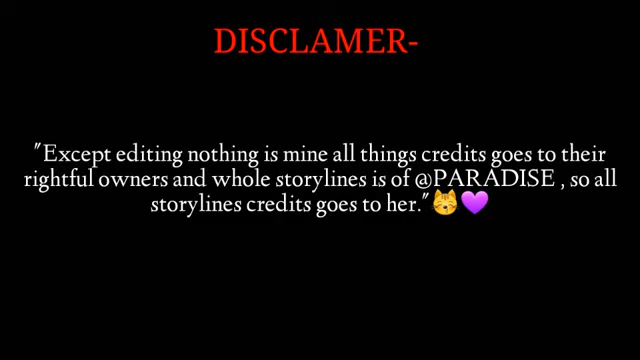 DISCLAMER-
"Except editing nothing is mine all things credits goes to their
rightful owners and whole storylines is of @PARADISE , so all
storylines credits goes to her."😽💜